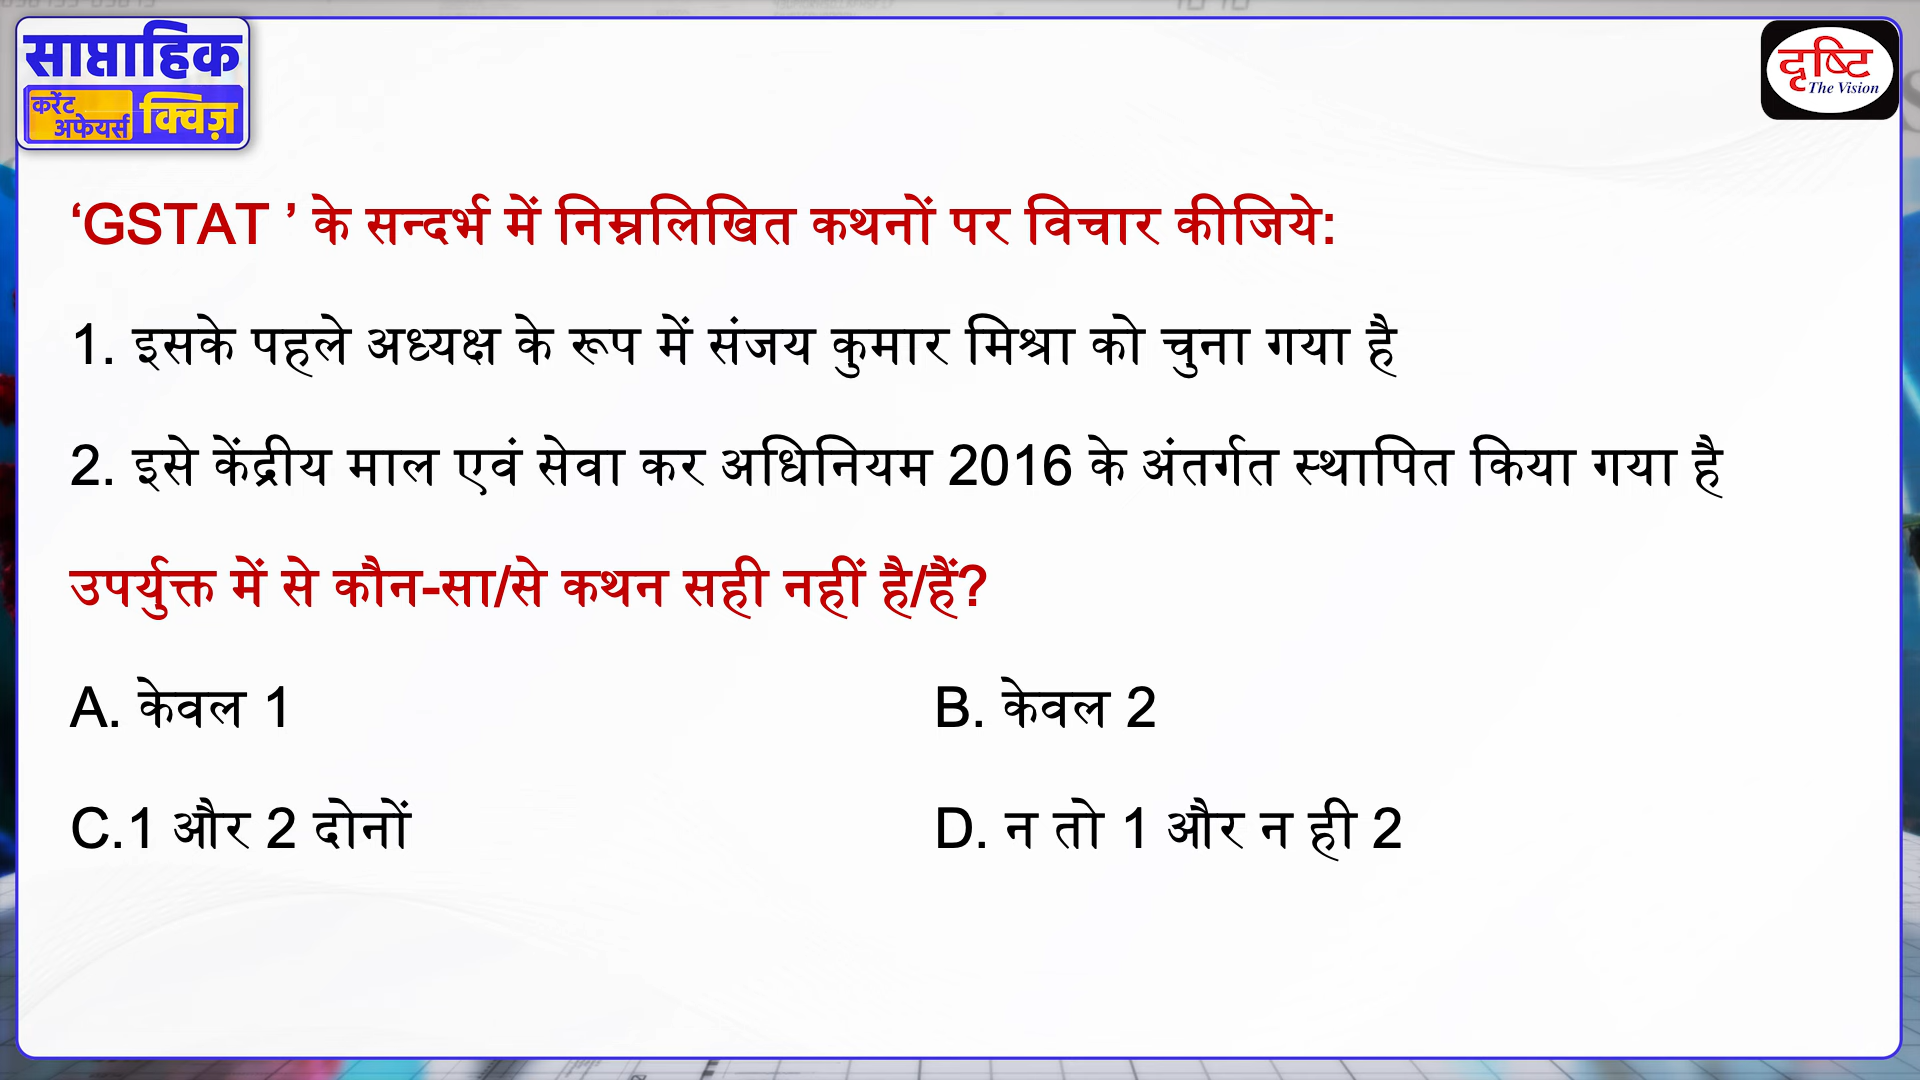 साप्ताहिक
करेंट
अफेयर्स क्विज़
दृष्टि
The Vision
‘GSTAT ’ के सन्दर्भ में निम्नलिखित कथनों पर विचार कीजिये:
1. इसके पहले अध्यक्ष के रूप में संजय कुमार मिश्रा को चुना गया है
2. इसे केंद्रीय माल एवं सेवा कर अधिनियम 2016 के अंतर्गत स्थापित किया गया है
उपर्युक्त में से कौन-सा/से कथन सही नहीं है/हैं?
A. केवल 1 B. केवल 2
C.1 और 2 दोनों D. न तो 1 और न ही 2